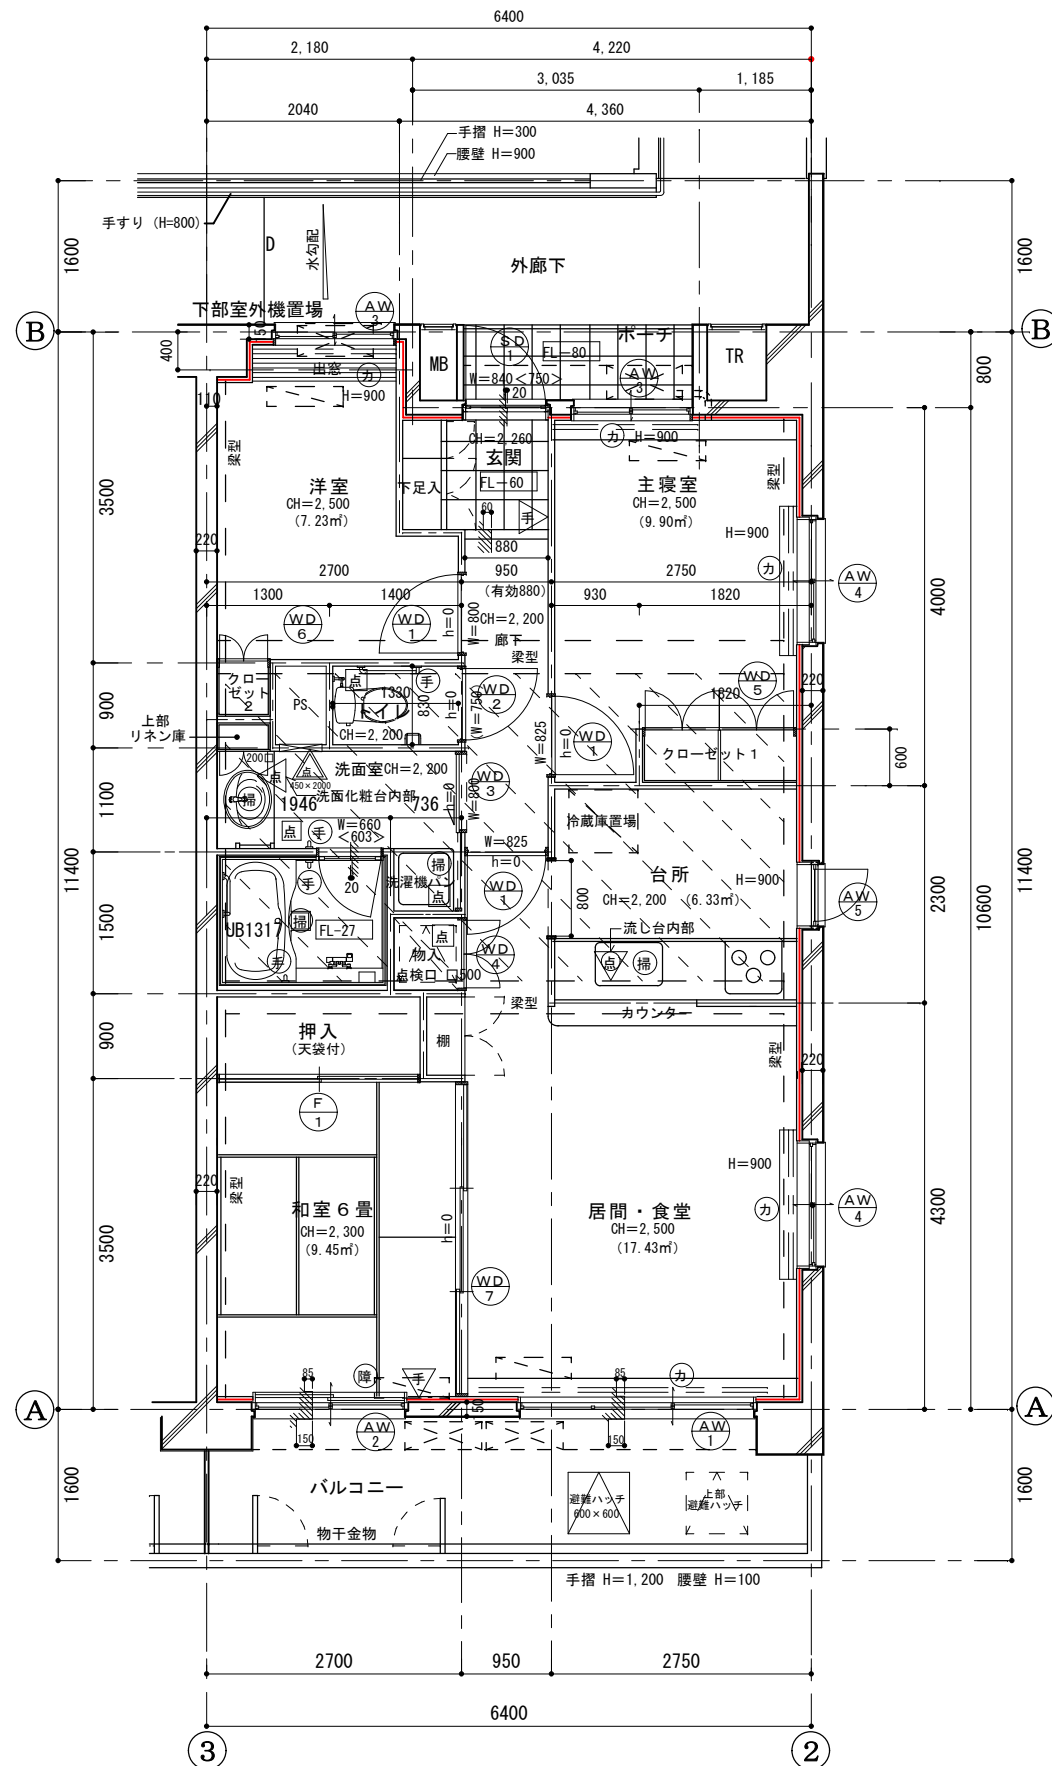 6400
2,180
4,220
3,035
1,185
2040
4,360
手摺 H=300
腰壁 H=900
手すり (H=800)
1600
D
水勾配
外廊下
1600
下部室外機置場
AW
3
B
50
400
出窓
カ
H=900
MB
SD
1
FL-80
ポーチ
W=840<750>
20
AW
3
TR
B
800
110
梁型
3500
洋室
CH=2,500
(7.23㎡)
下足入
CH=2,260
玄関
FL-60
60
手
カ
H=900
主寝室
CH=2,500
(9.90㎡)
梁型
H=900
カ
AW
4
4000
220
880
2700
950
(有効880)
2750
1300
1400
930
1820
WD
6
WD
1
h=0
W=800
CH=2,200
廊下
梁型
900
クロー
ゼット
2
PS
点
手
1330
830
トイレ
CH=2,200
h=0
(W=750)
WD
2
WD
5
1820
220
W=825
h=0
WD
1
クローゼット1
600
上部
リネン庫
1100
200□
点
点
450×2000
洗面室CH=2,200
掃
1946
洗面化粧台内部
736
h=0
W=800
WD
3
点
手
W=660
<603>
W=825
h=0
冷蔵庫置場
台所
CH=2,200
(6.33㎡)
H=900
AW
5
2300
10600
11400
11400
1500
UB1317
手
掃
FL-27
手
20
洗濯機パン
掃
点
WD
1
800
物入
点
点検口 □500
WD
4
流し台内部
点
掃
梁型
カウンター
900
押入
(天袋付)
棚
梁型
220
F
1
3500
220
梁型
和室6畳
CH=2,300
(9.45㎡)
h=0
WD
7
居間・食堂
CH=2,500
(17.43㎡)
H=900
カ
AW
4
4300
85
障
手
85
カ
A
50
A
150
AW
2
150
AW
1
1600
バルコニー
物干金物
避難ハッチ
600×600
上部
避難ハッチ
1600
手摺 H=1,200 腰壁 H=100
2700
950
2750
6400
3
2